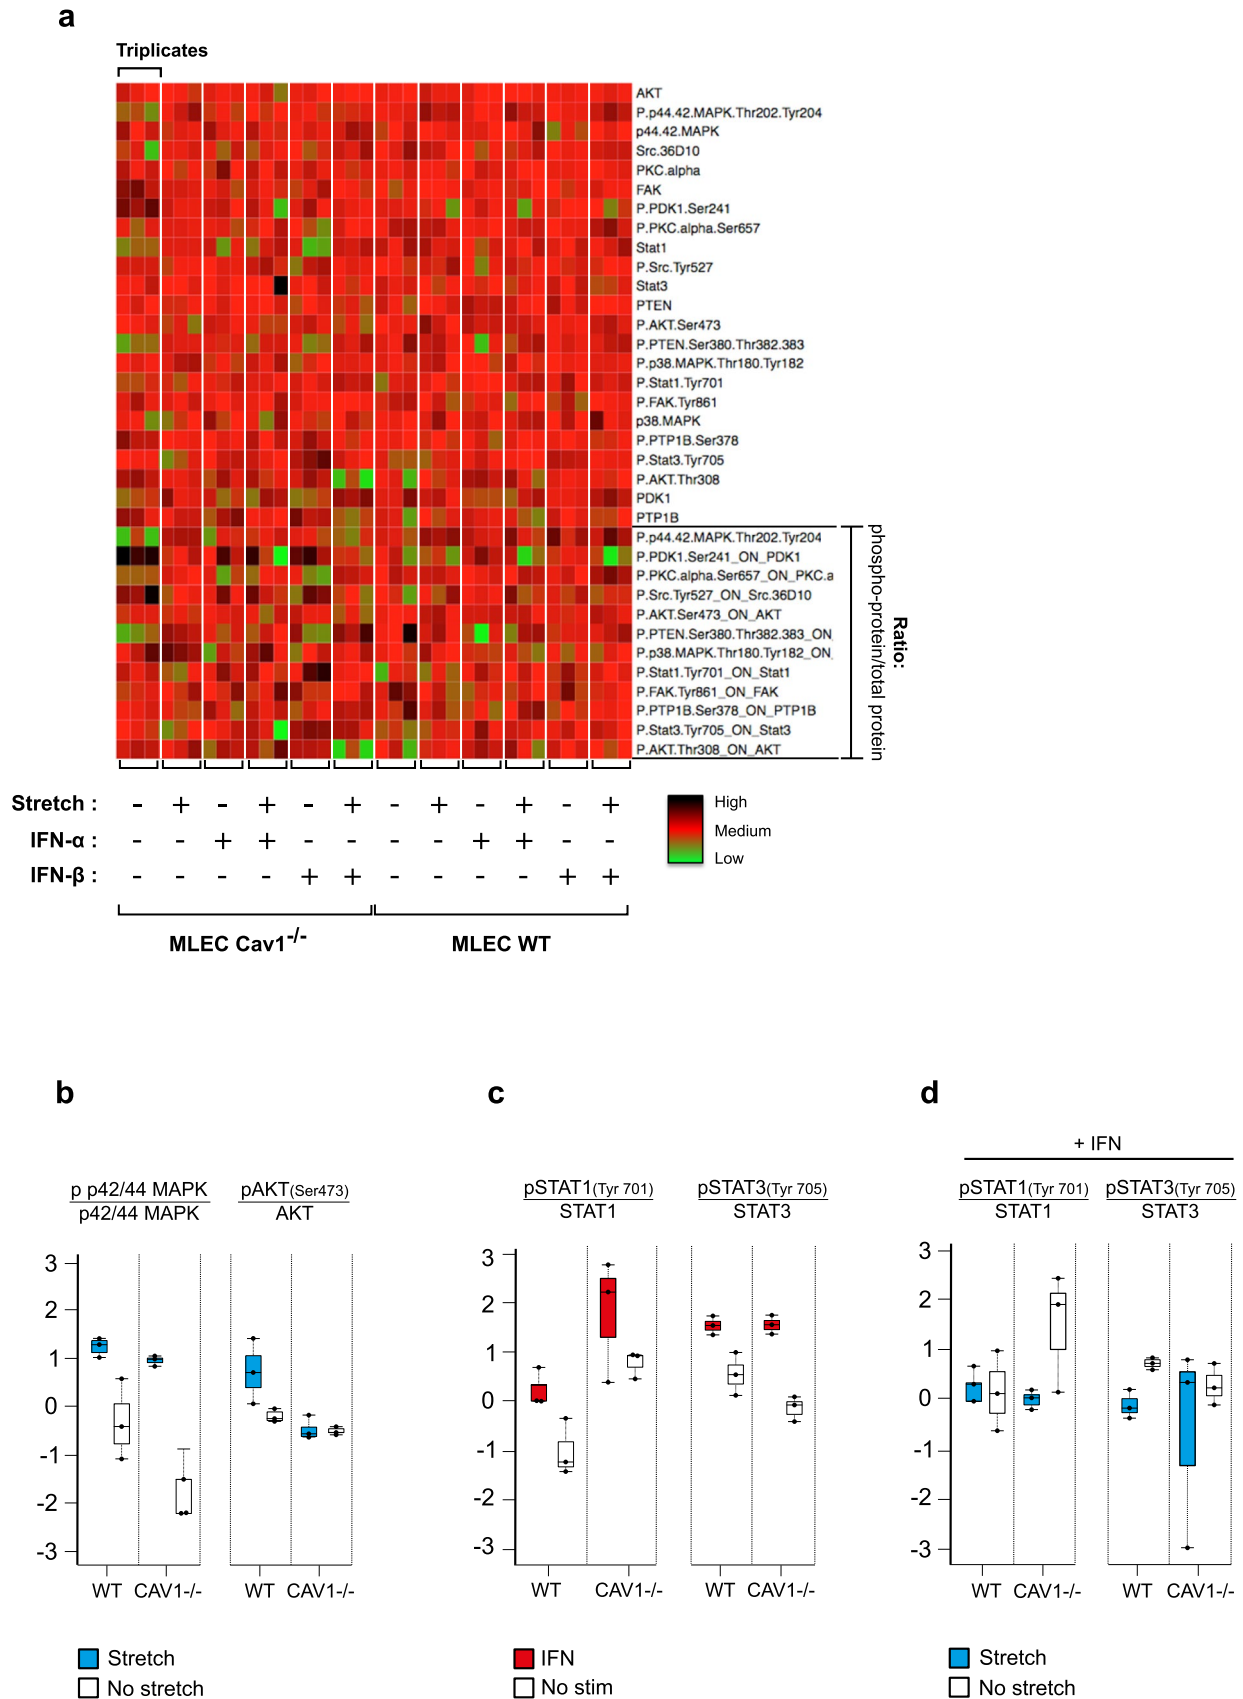 a
Triplicates
AKT
P.p44.42.MAPK.Thr202.Tyr204
p44.42.MAPK
Src.36D10
PKC.alpha
FAK
P.PDK1.Ser241
P.PKC.alpha.Ser657
Stat1
P.Src.Tyr527
Stat3
PTEN
P.AKT.Ser473
P.PTEN.Ser380.Thr382.383
P.p38.MAPK.Thr180.Tyr182
P.Stat1.Tyr701
P.FAK.Tyr861
p38.MAPK
P.PTP1B.Ser378
P.Stat3.Tyr705
P.AKT.Thr308
PDK1
PTP1B
P.p44.42.MAPK.Thr202.Tyr204
P.PDK1.Ser241_ON_PDK1
P.PKC.alpha.Ser657_ON_PKC.a
P.Src.Tyr527_ON_Src.36D10
P.AKT.Ser473_ON_AKT
P.PTEN.Ser380.Thr382.383_ON_
P.p38.MAPK.Thr180.Tyr182_ON_
P.Stat1.Tyr701_ON_Stat1
P.FAK.Tyr861_ON_FAK
P.PTP1B.Ser378_ON_PTP1B
P.Stat3.Tyr705_ON_Stat3
P.AKT.Thr308_ON_AKT
Ratio:
phospho-protein/total protein
Stretch : - + - + - + - + - + - +
IFN-α : - - + + - - - - + + - -
IFN-β : - - - - + + - - - - + +
High
Medium
Low
MLEC Cav1-/-
MLEC WT
b
p p42/44 MAPK
p42/44 MAPK
pAKT(Ser473)
AKT
3
2
1
0
-1
-2
-3
WT CAV1-/- WT CAV1-/-
Stretch
No stretch
c
pSTAT1(Tyr 701)
STAT1
pSTAT3(Tyr 705)
STAT3
3
2
1
0
-1
-2
-3
WT CAV1-/- WT CAV1-/-
IFN
No stim
d
+ IFN
pSTAT1(Tyr 701)
STAT1
pSTAT3(Tyr 705)
STAT3
3
2
1
0
-1
-2
-3
WT CAV1-/- WT CAV1-/-
Stretch
No stretch